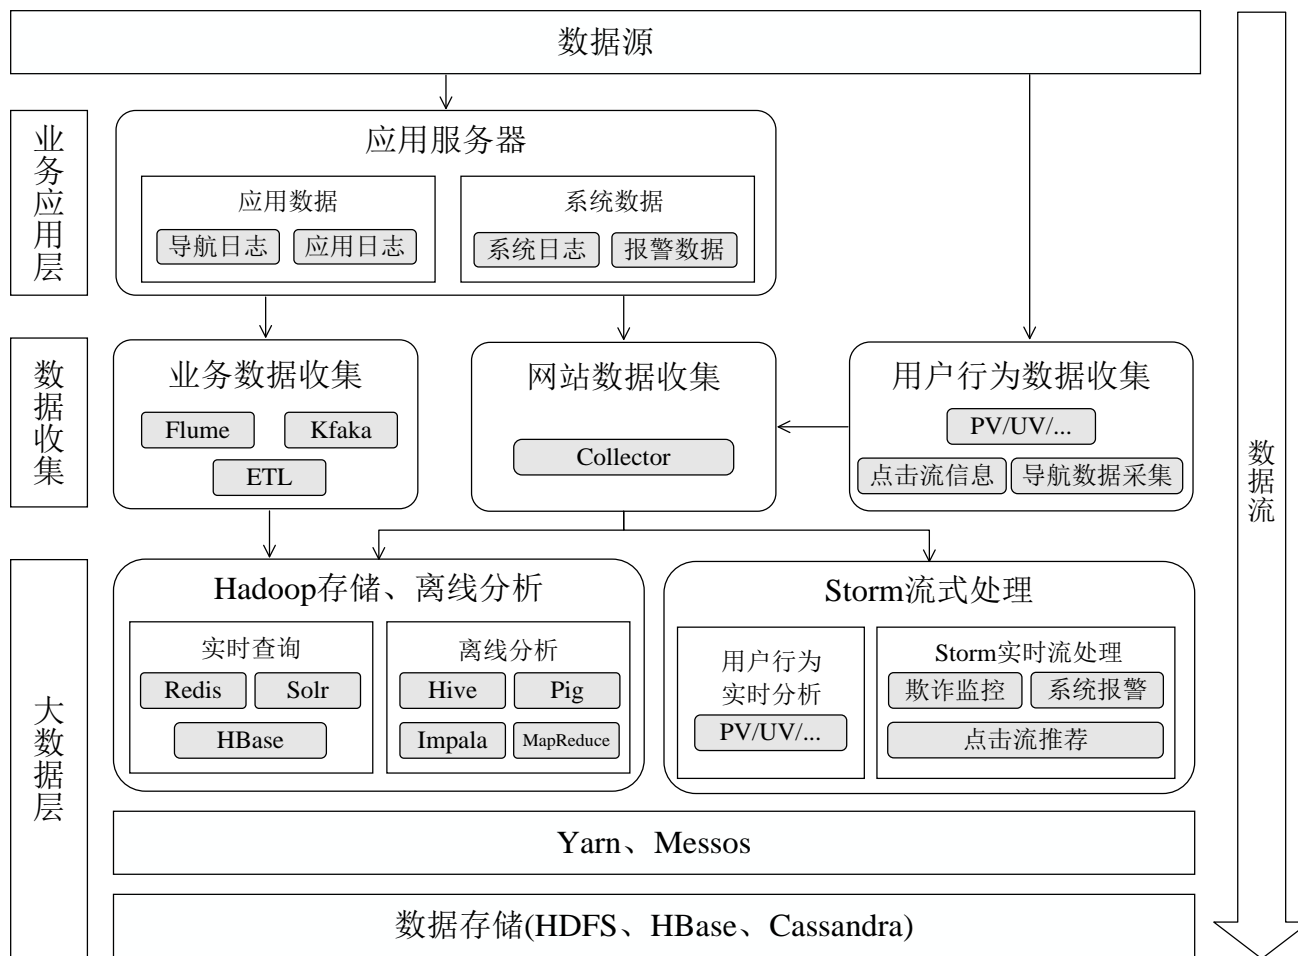 数据源
业务应用层
应用服务器
应用数据
导航日志
应用日志
系统数据
系统日志
报警数据
数据收集
业务数据收集
Flume
Kfaka
ETL
网站数据收集
Collector
用户行为数据收集
PV/UV/...
点击流信息
导航数据采集
大数据层
Hadoop存储、离线分析
实时查询
Redis
Solr
HBase
离线分析
Hive
Pig
Impala
MapReduce
Storm流式处理
用户行为
实时分析
PV/UV/...
Storm实时流处理
欺诈监控
系统报警
点击流推荐
Yarn、Messos
数据存储(HDFS、HBase、Cassandra)
数据流